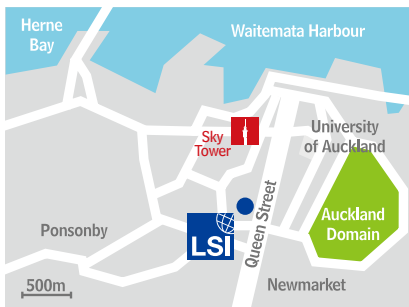 Herne
Bay
Waitemata Harbour
Sky
Tower
University
of Auckland
Queen Street
Auckland
Domain
Ponsonby
LSI
Newmarket
500m